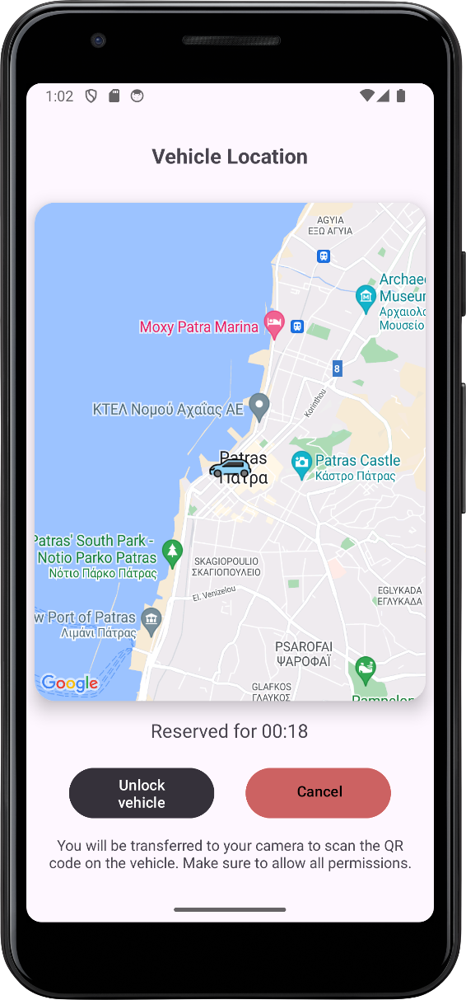 1:02
Vehicle Location
AGYIA
ΕΞΩ ΑΓΥΙΑ
Archae
Museum
Αρχαιολο
Μουσείο
Moxy Patra Marina
8
Korinthou
ΚΤΕΛ Νομού Αχαΐας ΑΕ
Patras
Πάτρα
Patras Castle
Κάστρο Πάτρας
Patras' South Park -
Notio Parko Patras
Νότιο Πάρκο Πάτρας
SKAGIOPOULIO
ΣΚΑΓΙΟΠΟΥΛΕΙΟ
El. Venizelou
EGLYKADA
ΕΓΛΥΚΑΔΑ
w Port of Patras
Λιμάνι Πάτρας
PSAROFAI
ΨΑΡΟΦΑΪ
GLAFKOS
ΓΛΑΥΚΟΣ
Pampelor
Google
Reserved for 00:18
Unlock
vehicle
Cancel
You will be transferred to your camera to scan the QR
code on the vehicle. Make sure to allow all permissions.